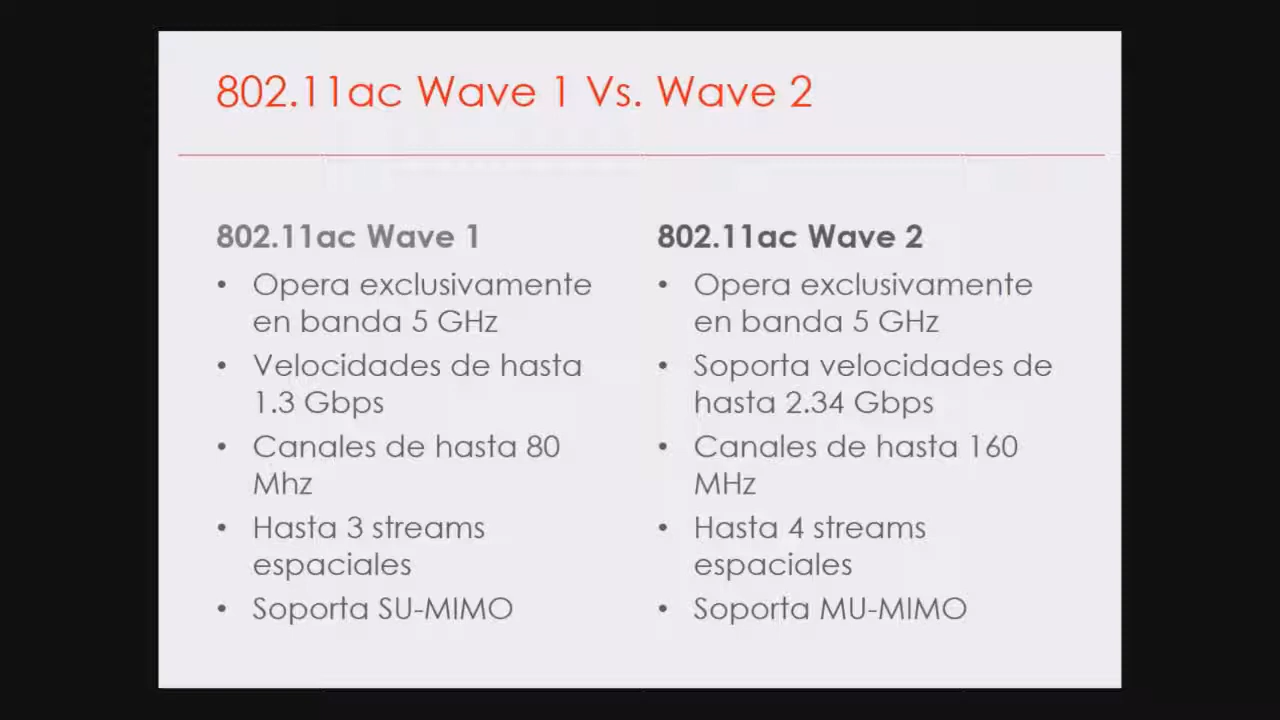 802.11ac Wave 1 Vs. Wave 2
802.11ac Wave 1
• Opera exclusivamente
en banda 5 GHz
• Velocidades de hasta
1.3 Gbps
• Canales de hasta 80
Mhz
• Hasta 3 streams
espaciales
• Soporta SU-MIMO
802.11ac Wave 2
• Opera exclusivamente
en banda 5 GHz
• Soporta velocidades de
hasta 2.34 Gbps
• Canales de hasta 160
MHz
• Hasta 4 streams
espaciales
• Soporta MU-MIMO